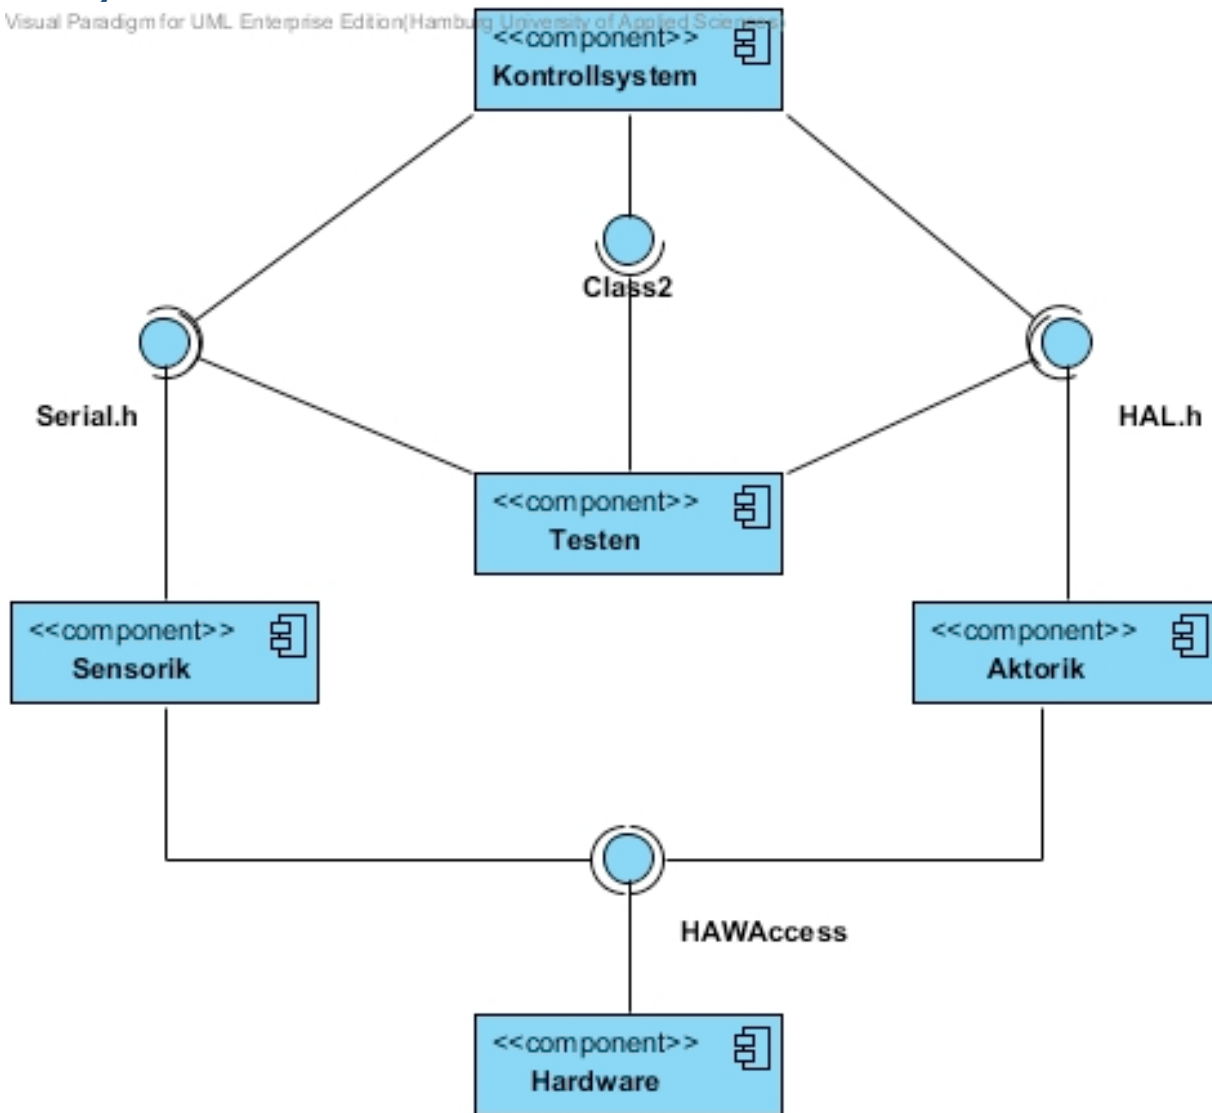 Visual Paradigm for UML Enterprise Edition(Hamburg University of Applied Sciences)
<<component>>
Kontrollsystem
Class2
Serial.h
HAL.h
<<component>>
Testen
<<component>>
Sensorik
<<component>>
Aktorik
HAWAccess
<<component>>
Hardware